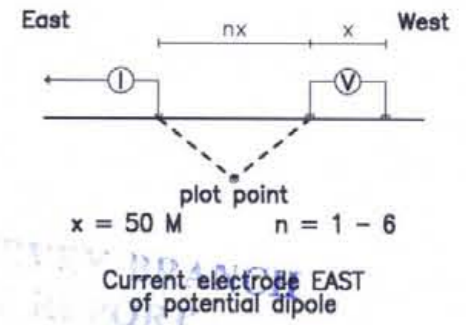 East
nx
x
West
I
V
plot point
x = 50 M
n = 1 - 6
Current electrode EAST
of potential dipole